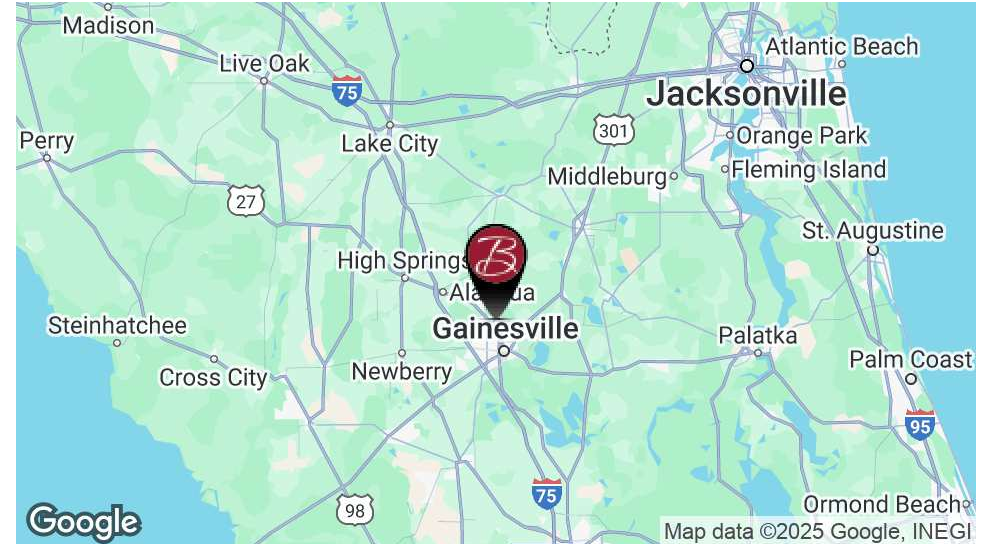 Madison
Atlantic Beach
Live Oak
75
Jacksonville
301
Orange Park
Perry
Lake City
Fleming Island
Middleburg
27
St. Augustine
High Springs
B
Gainesville
Steinhatchee
Palatka
Palm Coast
Cross City
Newberry
95
75
98
Ormond Beach
Google
Map data ©2025 Google, INEGI